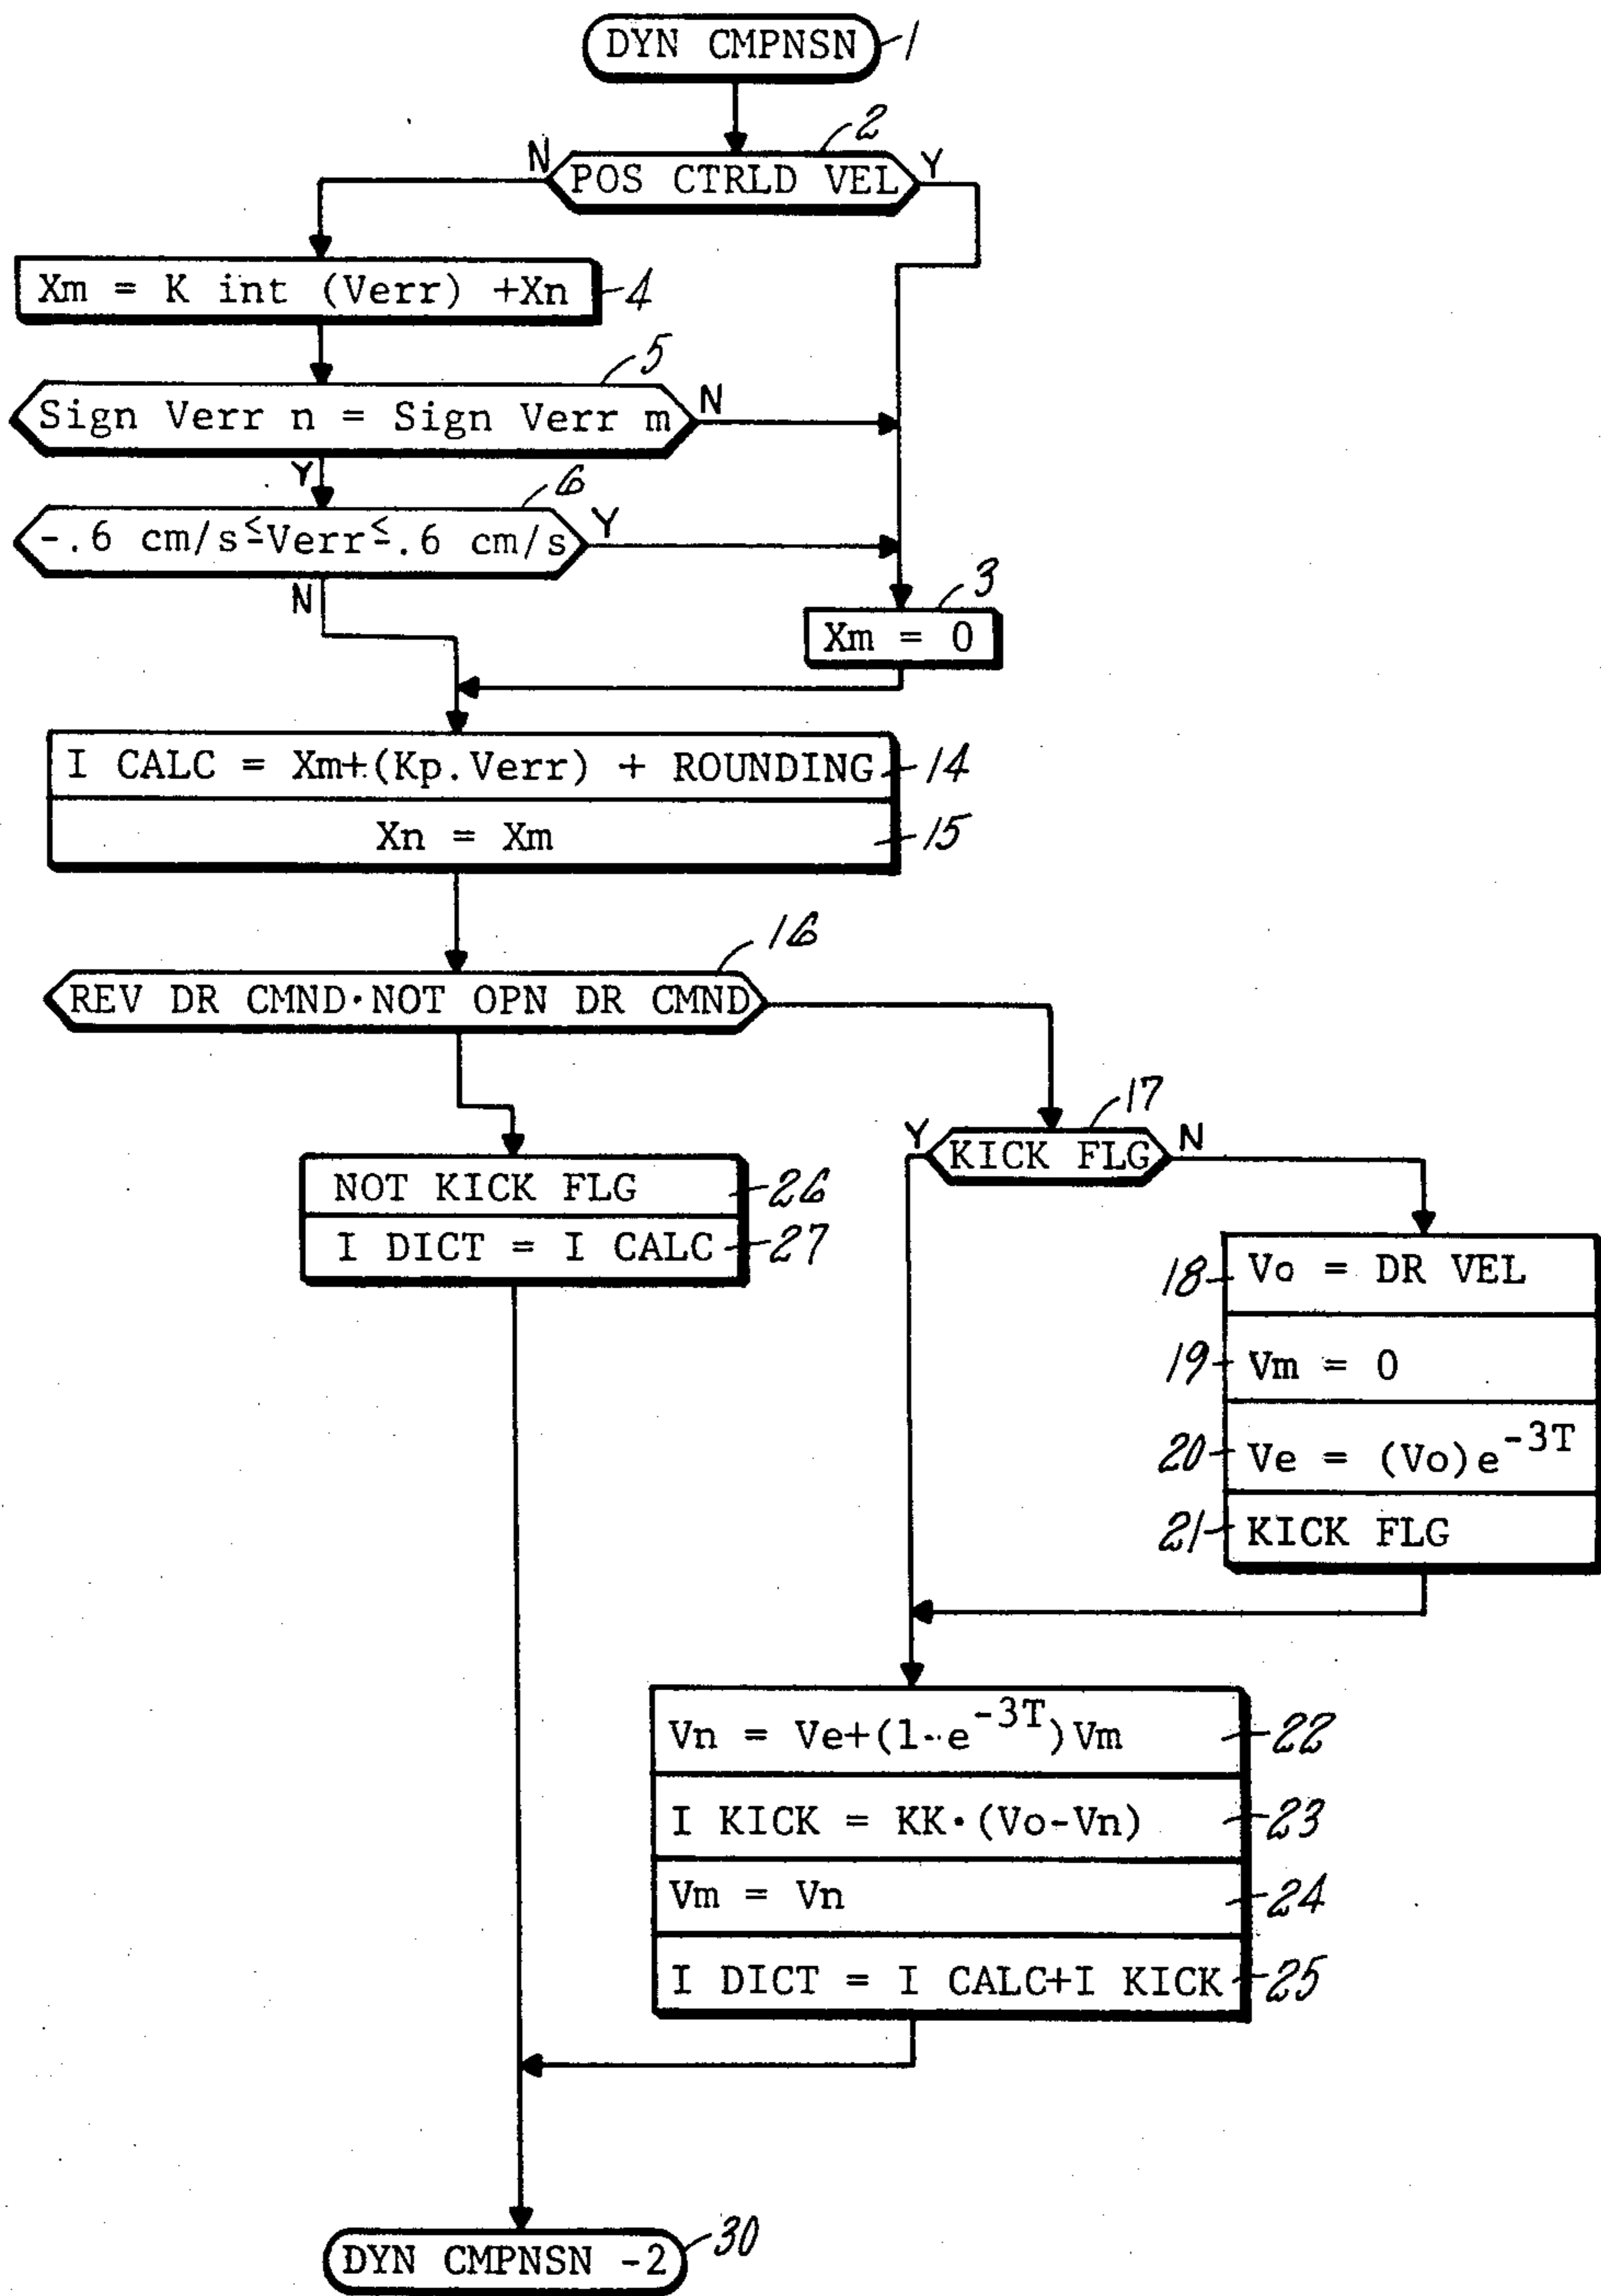 DYN CMPNSN 1
2
N POS CTRLD VEL Y
Xm = K int (Verr) +Xn 4
5
Sign Verr n = Sign Verr m N
Y
6
-.6 cm/s≤Verr≤.6 cm/s Y
N
3
Xm = 0
I CALC = Xm+(Kp.Verr) + ROUNDING 14
Xn = Xm 15
16
REV DR CMND·NOT OPN DR CMND
17
Y KICK FLG N
NOT KICK FLG 26
I DICT = I CALC 27
18 Vo = DR VEL
19 Vm = 0
20 Ve = (Vo)e^-3T
21 KICK FLG
Vn = Ve+(1-e^-3T)Vm 22
I KICK = KK·(Vo-Vn) 23
Vm = Vn 24
I DICT = I CALC+I KICK 25
DYN CMPNSN -2 30